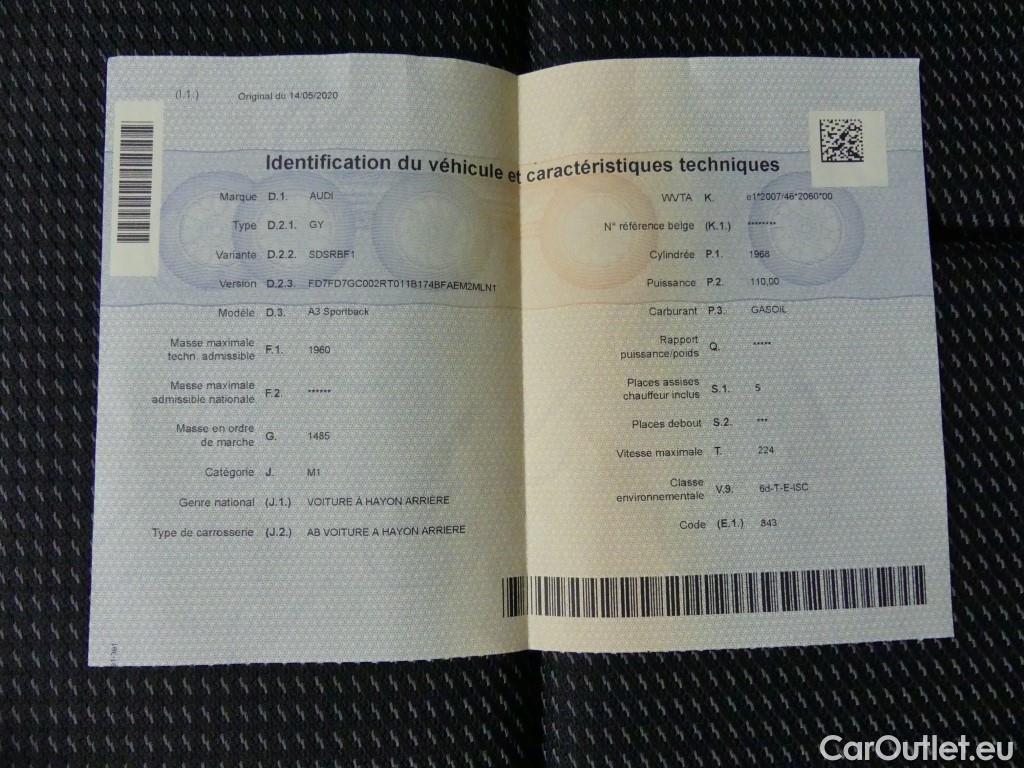 (I.1.) Original du 14/05/2020
Identification du véhicule et caractéristiques techniques
Marque D.1. AUDI
Type D.2.1. GY
Variante D.2.2. SDSRBF1
Version D.2.3. FD7FD7GC002RT011B174BFAEM2MLN1
Modèle D.3. A3 Sportback
Masse maximale
techn. admissible F.1. 1960
Masse maximale
admissible nationale F.2. ******
Masse en ordre
de marche G. 1485
Catégorie J. M1
Genre national (J.1.) VOITURE À HAYON ARRIÈRE
Type de carrosserie (J.2.) AB VOITURE A HAYON ARRIERE
WVTA K. e1*2007/46*2060*00
N° référence belge (K.1.) ********
Cylindrée P.1. 1968
Puissance P.2. 110,00
Carburant P.3. GASOIL
Rapport
puissance/poids Q. *****
Places assises
chauffeur inclus S.1. 5
Places debout S.2. ***
Vitesse maximale T. 224
Classe
environnementale V.9. 6d-T-E-ISC
Code (E.1.) 843
CarOutlet.eu